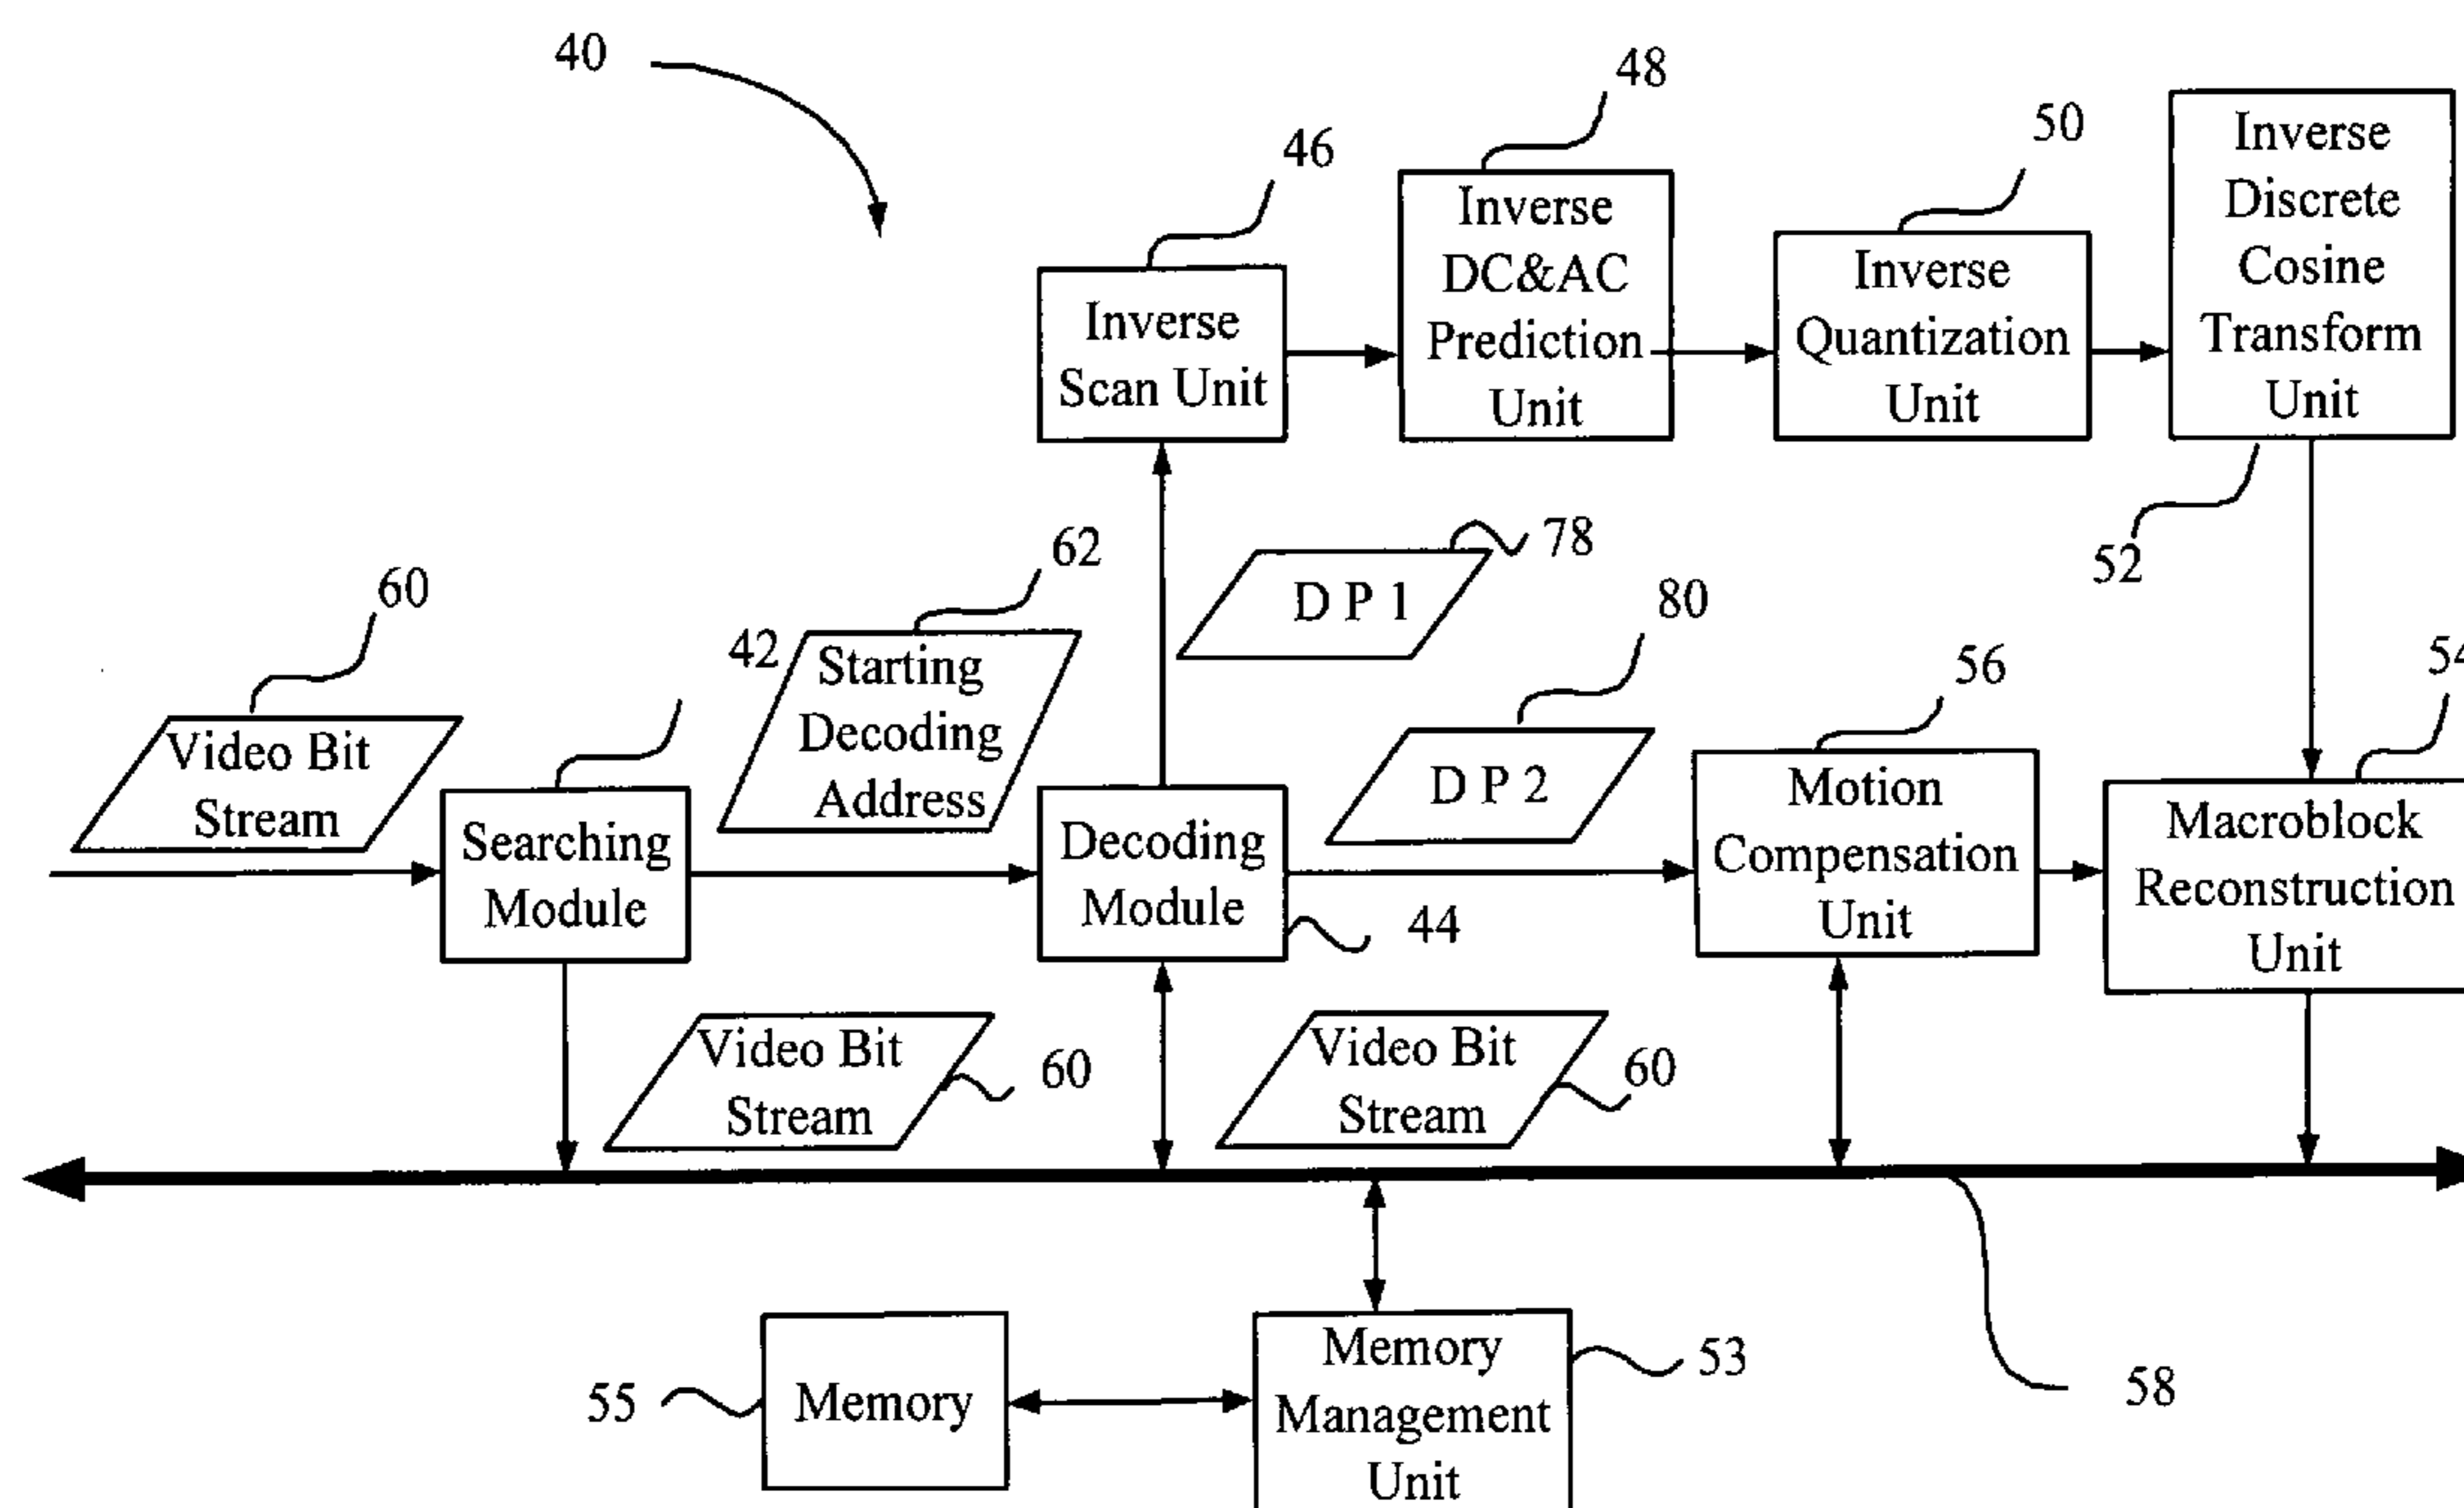 40
48
50
46
Inverse
Discrete
Cosine
Transform
Unit
Inverse
DC&AC
Prediction
Unit
Inverse
Quantization
Unit
Inverse
Scan Unit
52
78
D P 1
62
60
80
42
Starting
Decoding
Address
56
54
Video Bit
Stream
D P 2
Searching
Module
Decoding
Module
44
Motion
Compensation
Unit
Macroblock
Reconstruction
Unit
Video Bit
Stream
60
Video Bit
Stream
60
55
Memory
Memory
Management
Unit
53
58